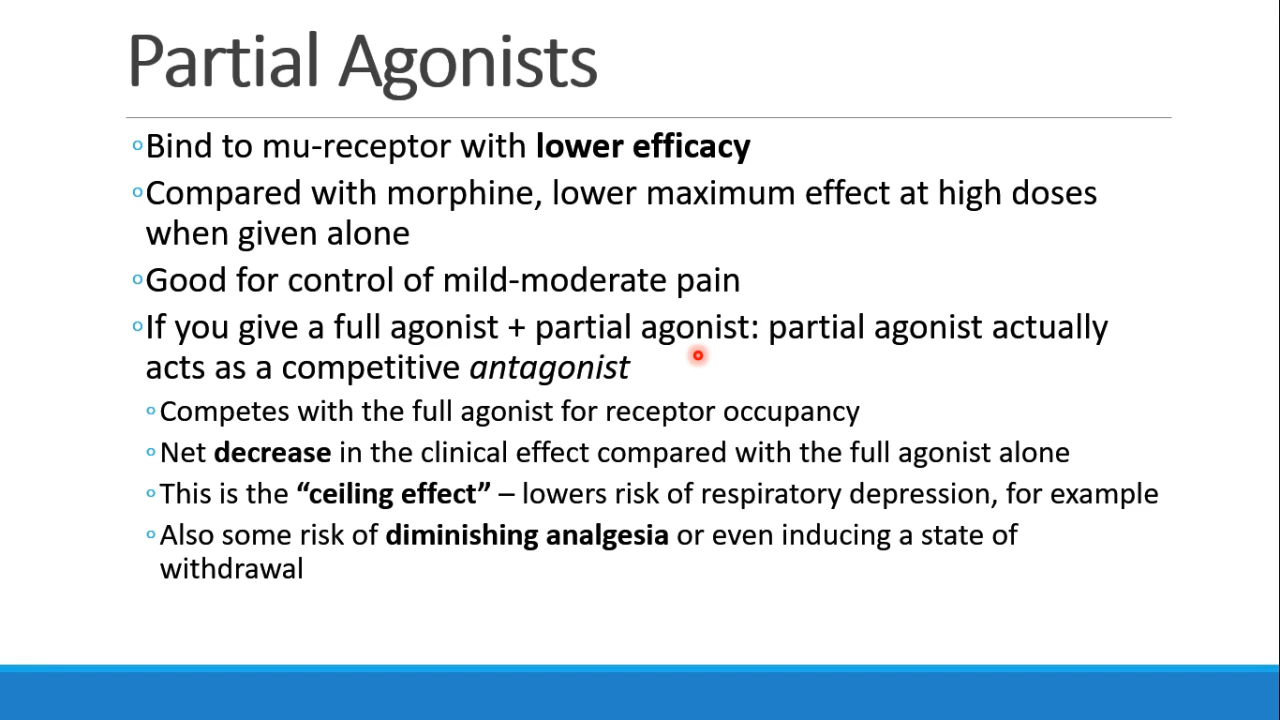 Partial Agonists
◦Bind to mu-receptor with lower efficacy
◦Compared with morphine, lower maximum effect at high doses
when given alone
◦Good for control of mild-moderate pain
◦If you give a full agonist + partial agonist: partial agonist actually
acts as a competitive antagonist
◦Competes with the full agonist for receptor occupancy
◦Net decrease in the clinical effect compared with the full agonist alone
◦This is the “ceiling effect” – lowers risk of respiratory depression, for example
◦Also some risk of diminishing analgesia or even inducing a state of
withdrawal